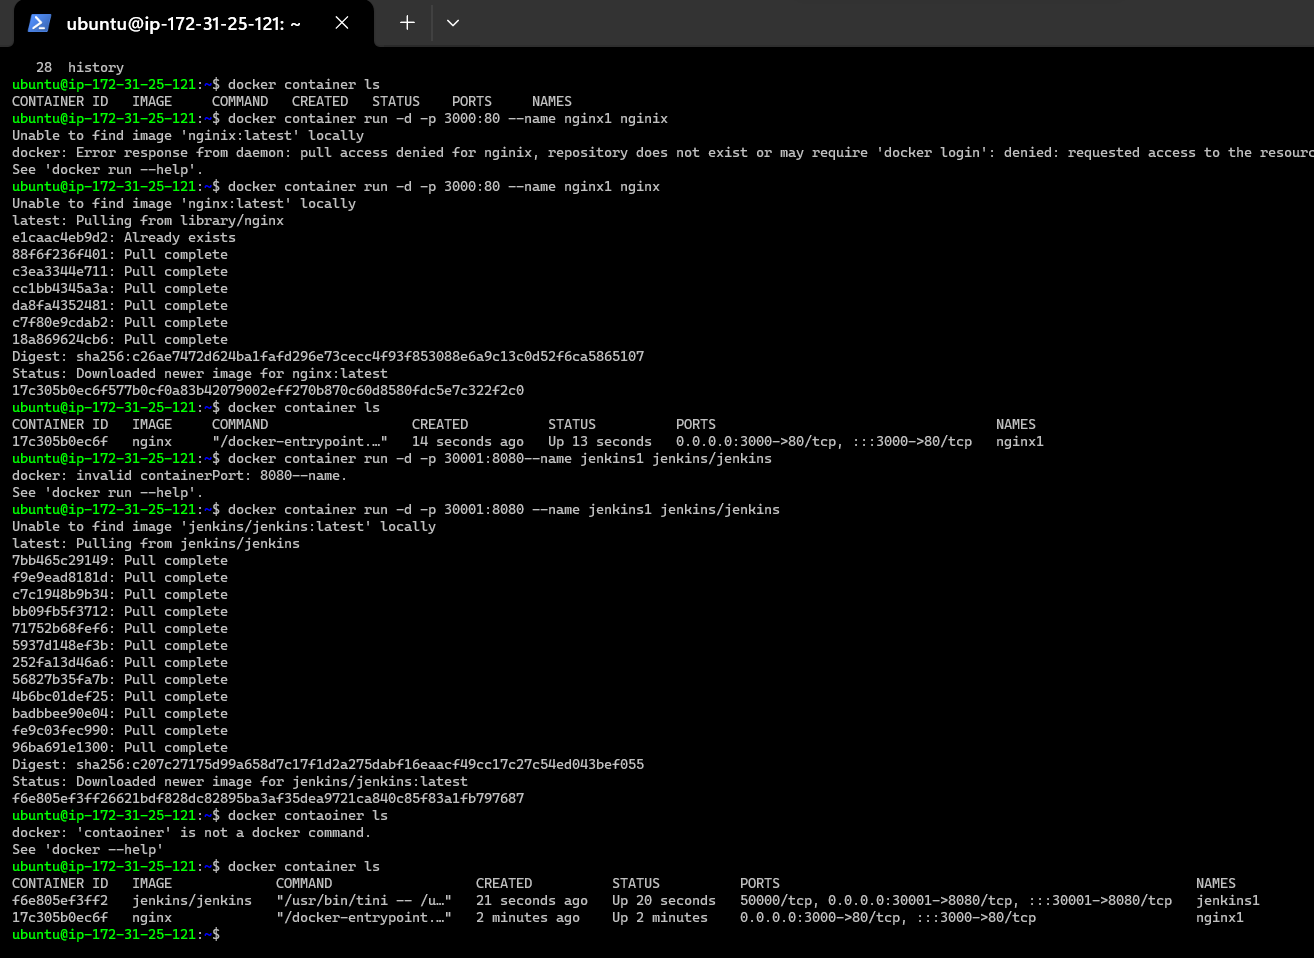 ubuntu@ip-172-31-25-121: ~
28  history
ubuntu@ip-172-31-25-121:~$ docker container ls
CONTAINER ID   IMAGE     COMMAND   CREATED   STATUS    PORTS     NAMES
ubuntu@ip-172-31-25-121:~$ docker container run -d -p 3000:80 --name nginx1 nginix
Unable to find image 'nginix:latest' locally
docker: Error response from daemon: pull access denied for nginix, repository does not exist or may require 'docker login': denied: requested access to the resourc
See 'docker run --help'.
ubuntu@ip-172-31-25-121:~$ docker container run -d -p 3000:80 --name nginx1 nginx
Unable to find image 'nginx:latest' locally
latest: Pulling from library/nginx
e1caac4eb9d2: Already exists
88f6f236f401: Pull complete
c3ea3344e711: Pull complete
cc1bb4345a3a: Pull complete
da8fa4352481: Pull complete
c7f80e9cdab2: Pull complete
18a869624cb6: Pull complete
Digest: sha256:c26ae7472d624ba1fafd296e73cecc4f93f853088e6a9c13c0d52f6ca5865107
Status: Downloaded newer image for nginx:latest
17c305b0ec6f577b0cf0a83b42079002eff270b870c60d8580fdc5e7c322f2c0
ubuntu@ip-172-31-25-121:~$ docker container ls
CONTAINER ID   IMAGE     COMMAND                  CREATED          STATUS          PORTS                                   NAMES
17c305b0ec6f   nginx     "/docker-entrypoint.…"   14 seconds ago   Up 13 seconds   0.0.0.0:3000->80/tcp, :::3000->80/tcp   nginx1
ubuntu@ip-172-31-25-121:~$ docker container run -d -p 30001:8080--name jenkins1 jenkins/jenkins
docker: invalid containerPort: 8080--name.
See 'docker run --help'.
ubuntu@ip-172-31-25-121:~$ docker container run -d -p 30001:8080 --name jenkins1 jenkins/jenkins
Unable to find image 'jenkins/jenkins:latest' locally
latest: Pulling from jenkins/jenkins
7bb465c29149: Pull complete
f9e9ead8181d: Pull complete
c7c1948b9b34: Pull complete
bb09fb5f3712: Pull complete
71752b68fef6: Pull complete
5937d148ef3b: Pull complete
252fa13d46a6: Pull complete
56827b35fa7b: Pull complete
4b6bc01def25: Pull complete
badbbee90e04: Pull complete
fe9c03fec990: Pull complete
96ba691e1300: Pull complete
Digest: sha256:c207c27175d99a658d7c17f1d2a275dabf16eaacf49cc17c27c54ed043bef055
Status: Downloaded newer image for jenkins/jenkins:latest
f6e805ef3ff26621bdf828dc82895ba3af35dea9721ca840c85f83a1fb797687
ubuntu@ip-172-31-25-121:~$ docker contaoiner ls
docker: 'contaoiner' is not a docker command.
See 'docker --help'
ubuntu@ip-172-31-25-121:~$ docker container ls
CONTAINER ID   IMAGE             COMMAND                  CREATED          STATUS          PORTS                                                    NAMES
f6e805ef3ff2   jenkins/jenkins   "/usr/bin/tini -- /u…"   21 seconds ago   Up 20 seconds   50000/tcp, 0.0.0.0:30001->8080/tcp, :::30001->8080/tcp   jenkins1
17c305b0ec6f   nginx             "/docker-entrypoint.…"   2 minutes ago    Up 2 minutes    0.0.0.0:3000->80/tcp, :::3000->80/tcp                    nginx1
ubuntu@ip-172-31-25-121:~$